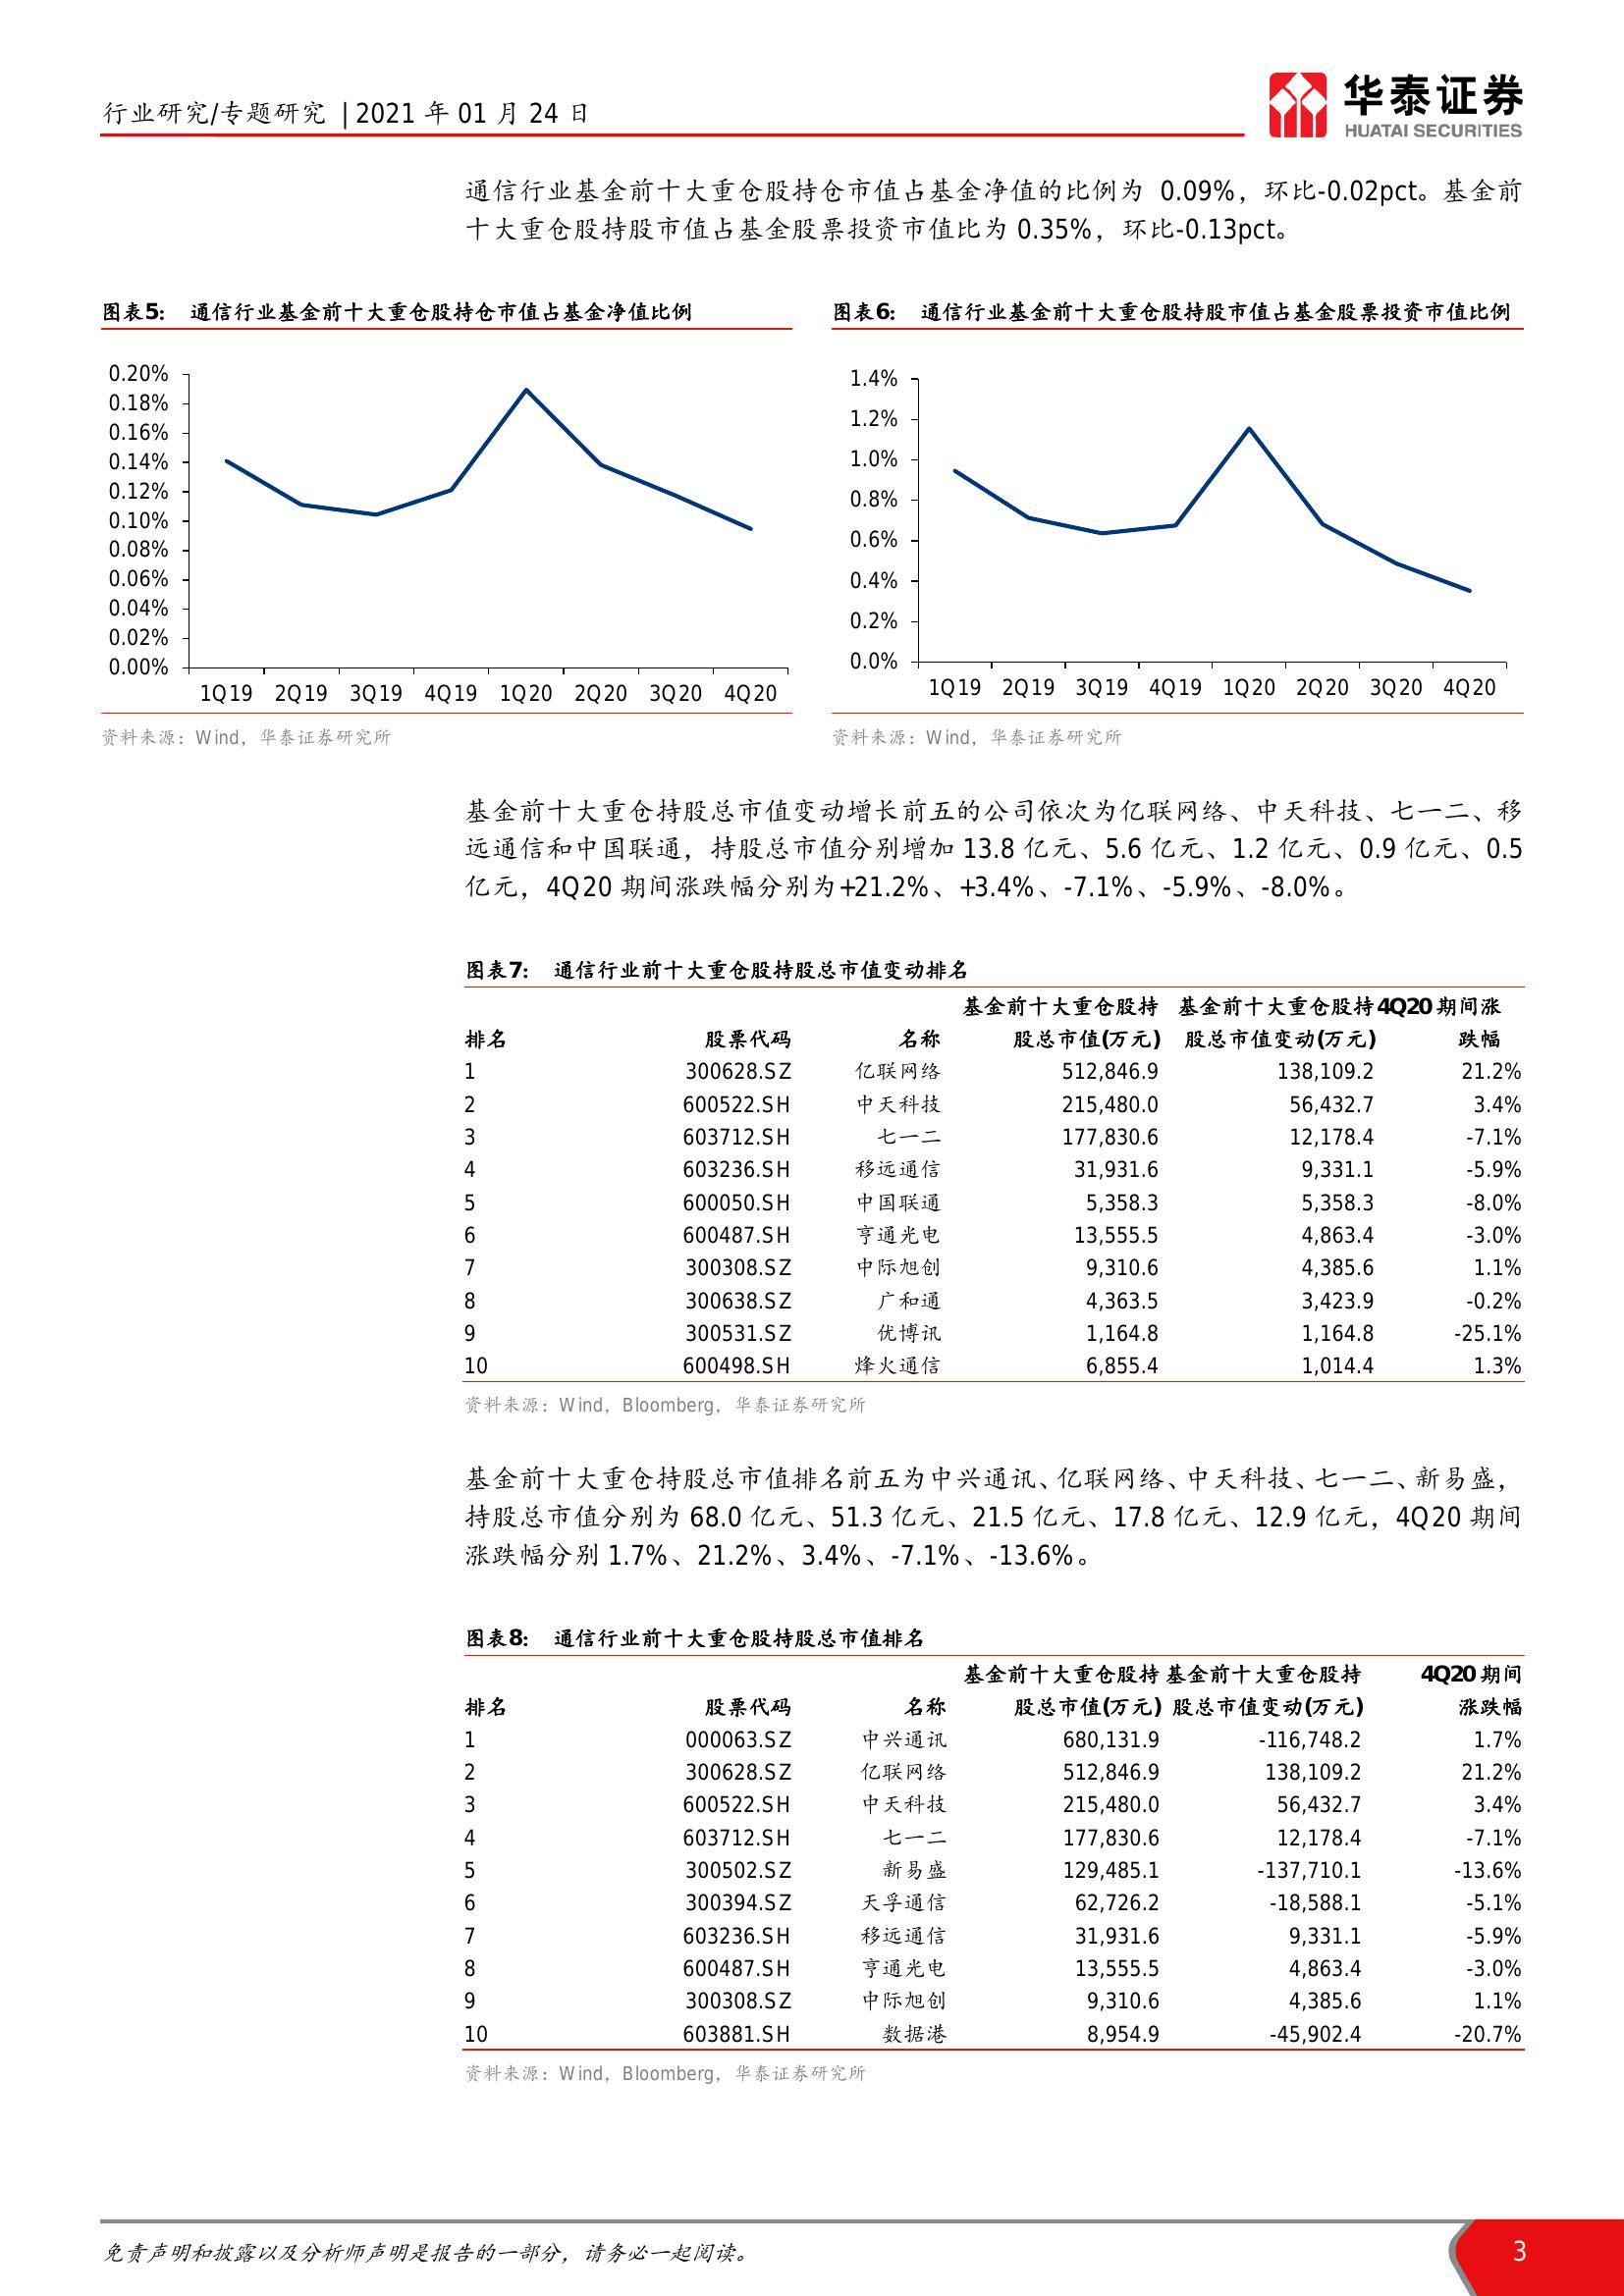 行业研究/专题研究 | 2021 年 01 月 24 日
华泰证券
HUATAI SECURITIES
通信行业基金前十大重仓股持仓市值占基金净值的比例为 0.09%，环比-0.02pct。基金前
十大重仓股持股市值占基金股票投资市值比为 0.35%，环比-0.13pct。
图表5： 通信行业基金前十大重仓股持仓市值占基金净值比例
0.20%
0.18%
0.16%
0.14%
0.12%
0.10%
0.08%
0.06%
0.04%
0.02%
0.00%
1Q19 2Q19 3Q19 4Q19 1Q20 2Q20 3Q20 4Q20
资料来源：Wind，华泰证券研究所
图表6： 通信行业基金前十大重仓股持股市值占基金股票投资市值比例
1.4%
1.2%
1.0%
0.8%
0.6%
0.4%
0.2%
0.0%
1Q19 2Q19 3Q19 4Q19 1Q20 2Q20 3Q20 4Q20
资料来源：Wind，华泰证券研究所
基金前十大重仓持股总市值变动增长前五的公司依次为亿联网络、中天科技、七一二、移
远通信和中国联通，持股总市值分别增加 13.8 亿元、5.6 亿元、1.2 亿元、0.9 亿元、0.5
亿元，4Q20 期间涨跌幅分别为+21.2%、+3.4%、-7.1%、-5.9%、-8.0%。
图表7： 通信行业前十大重仓股持股总市值变动排名
基金前十大重仓股持 基金前十大重仓股持 4Q20 期间涨
排名 股票代码 名称 股总市值(万元) 股总市值变动(万元) 跌幅
1 300628.SZ 亿联网络 512,846.9 138,109.2 21.2%
2 600522.SH 中天科技 215,480.0 56,432.7 3.4%
3 603712.SH 七一二 177,830.6 12,178.4 -7.1%
4 603236.SH 移远通信 31,931.6 9,331.1 -5.9%
5 600050.SH 中国联通 5,358.3 5,358.3 -8.0%
6 600487.SH 亨通光电 13,555.5 4,863.4 -3.0%
7 300308.SZ 中际旭创 9,310.6 4,385.6 1.1%
8 300638.SZ 广和通 4,363.5 3,423.9 -0.2%
9 300531.SZ 优博讯 1,164.8 1,164.8 -25.1%
10 600498.SH 烽火通信 6,855.4 1,014.4 1.3%
资料来源：Wind，Bloomberg，华泰证券研究所
基金前十大重仓持股总市值排名前五为中兴通讯、亿联网络、中天科技、七一二、新易盛，
持股总市值分别为 68.0 亿元、51.3 亿元、21.5 亿元、17.8 亿元、12.9 亿元，4Q20 期间
涨跌幅分别 1.7%、21.2%、3.4%、-7.1%、-13.6%。
图表8： 通信行业前十大重仓股持股总市值排名
基金前十大重仓股持 基金前十大重仓股持 4Q20 期间
排名 股票代码 名称 股总市值(万元) 股总市值变动(万元) 涨跌幅
1 000063.SZ 中兴通讯 680,131.9 -116,748.2 1.7%
2 300628.SZ 亿联网络 512,846.9 138,109.2 21.2%
3 600522.SH 中天科技 215,480.0 56,432.7 3.4%
4 603712.SH 七一二 177,830.6 12,178.4 -7.1%
5 300502.SZ 新易盛 129,485.1 -137,710.1 -13.6%
6 300394.SZ 天孚通信 62,726.2 -18,588.1 -5.1%
7 603236.SH 移远通信 31,931.6 9,331.1 -5.9%
8 600487.SH 亨通光电 13,555.5 4,863.4 -3.0%
9 300308.SZ 中际旭创 9,310.6 4,385.6 1.1%
10 603881.SH 数据港 8,954.9 -45,902.4 -20.7%
资料来源：Wind，Bloomberg，华泰证券研究所
免责声明和披露以及分析师声明是报告的一部分，请务必一起阅读。
3